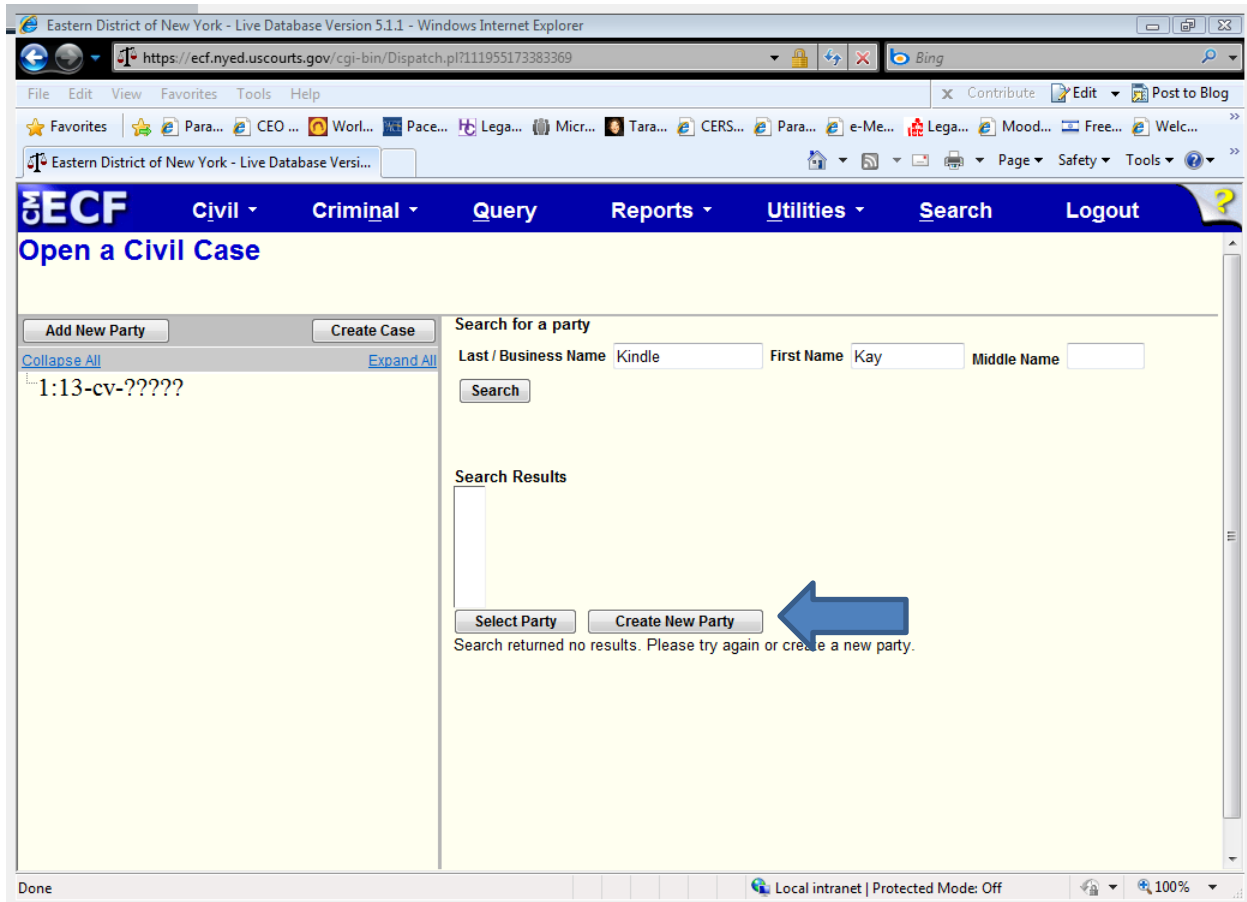 Eastern District of New York - Live Database Version 5.1.1 - Windows Internet Explorer
https://ecf.nyed.uscourts.gov/cgi-bin/Dispatch.pl?111955173383369
Bing
File Edit View Favorites Tools Help
x Contribute Edit Post to Blog
Favorites Para... CEO ... Worl... Pace... Lega... Micr... Tara... CERS... Para... e-Me... Lega... Mood... Free... Welc... »
Eastern District of New York - Live Database Versi...
Page Safety Tools »
CM ECF Civil Criminal Query Reports Utilities Search Logout ?
Open a Civil Case
Add New Party Create Case
Collapse All Expand All
1:13-cv-?????
Search for a party
Last / Business Name Kindle First Name Kay Middle Name
Search
Search Results
Select Party Create New Party
Search returned no results. Please try again or create a new party.
Done Local intranet | Protected Mode: Off 100%